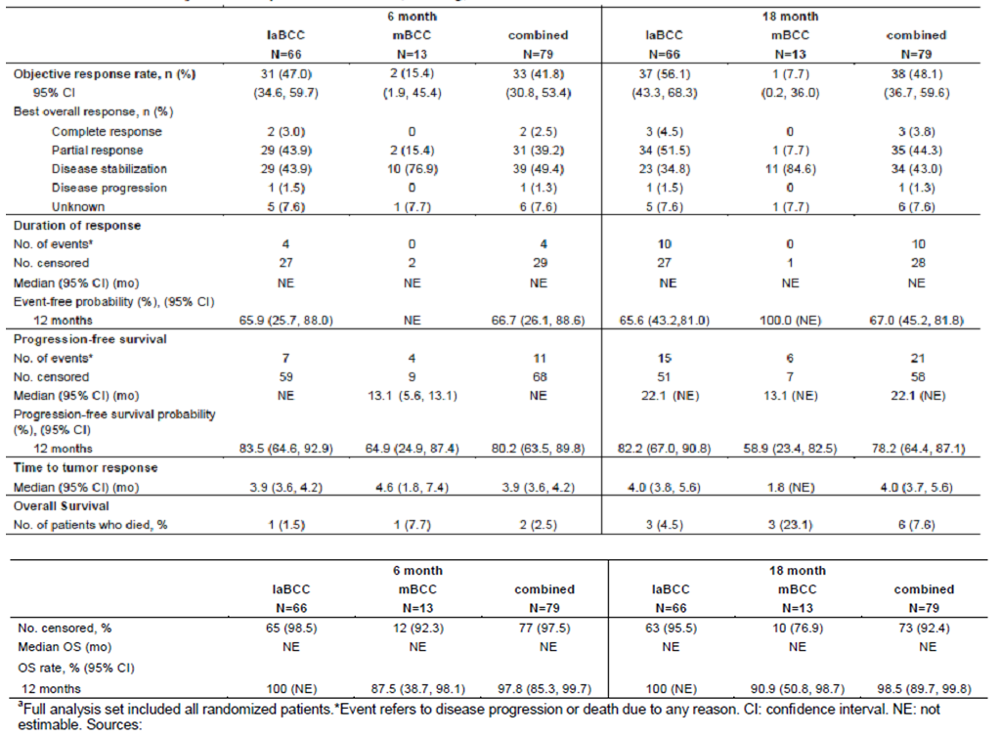 6 month 18 month
laBCC mBCC combined laBCC mBCC combined
N=66 N=13 N=79 N=66 N=13 N=79
Objective response rate, n (%) 31 (47.0) 2 (15.4) 33 (41.8) 37 (56.1) 1 (7.7) 38 (48.1)
95% CI (34.6, 59.7) (1.9, 45.4) (30.8, 53.4) (43.3, 68.3) (0.2, 36.0) (36.7, 59.6)
Best overall response, n (%)
Complete response 2 (3.0) 0 2 (2.5) 3 (4.5) 0 3 (3.8)
Partial response 29 (43.9) 2 (15.4) 31 (39.2) 34 (51.5) 1 (7.7) 35 (44.3)
Disease stabilization 29 (43.9) 10 (76.9) 39 (49.4) 23 (34.8) 11 (84.6) 34 (43.0)
Disease progression 1 (1.5) 0 1 (1.3) 1 (1.5) 0 1 (1.3)
Unknown 5 (7.6) 1 (7.7) 6 (7.6) 5 (7.6) 1 (7.7) 6 (7.6)
Duration of response
No. of events* 4 0 4 10 0 10
No. censored 27 2 29 27 1 28
Median (95% CI) (mo) NE NE NE NE NE NE
Event-free probability (%), (95% CI)
12 months 65.9 (25.7, 88.0) NE 66.7 (26.1, 88.6) 65.6 (43.2,81.0) 100.0 (NE) 67.0 (45.2, 81.8)
Progression-free survival
No. of events* 7 4 11 15 6 21
No. censored 59 9 68 51 7 58
Median (95% CI) (mo) NE 13.1 (5.6, 13.1) NE 22.1 (NE) 13.1 (NE) 22.1 (NE)
Progression-free survival probability
(%), (95% CI)
12 months 83.5 (64.6, 92.9) 64.9 (24.9, 87.4) 80.2 (63.5, 89.8) 82.2 (67.0, 90.8) 58.9 (23.4, 82.5) 78.2 (64.4, 87.1)
Time to tumor response
Median (95% CI) (mo) 3.9 (3.6, 4.2) 4.6 (1.8, 7.4) 3.9 (3.6, 4.2) 4.0 (3.8, 5.6) 1.8 (NE) 4.0 (3.7, 5.6)
Overall Survival
No. of patients who died, % 1 (1.5) 1 (7.7) 2 (2.5) 3 (4.5) 3 (23.1) 6 (7.6)
6 month 18 month
laBCC mBCC combined laBCC mBCC combined
N=66 N=13 N=79 N=66 N=13 N=79
No. censored, % 65 (98.5) 12 (92.3) 77 (97.5) 63 (95.5) 10 (76.9) 73 (92.4)
Median OS (mo) NE NE NE NE NE NE
OS rate, % (95% CI)
12 months 100 (NE) 87.5 (38.7, 98.1) 97.8 (85.3, 99.7) 100 (NE) 90.9 (50.8, 98.7) 98.5 (89.7, 99.8)
ªFull analysis set included all randomized patients.*Event refers to disease progression or death due to any reason. CI: confidence interval. NE: not
estimable. Sources: